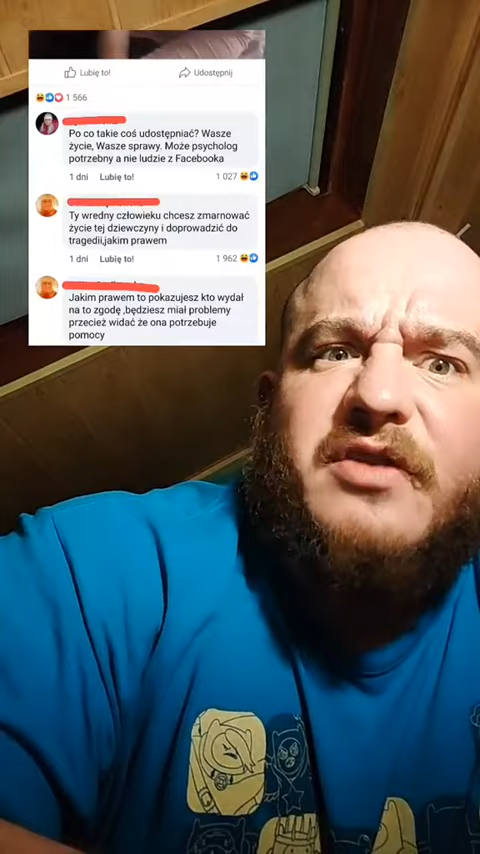 Lubię to! Udostępnij
1 566
Po co takie coś udostępniać? Wasze
życie, Wasze sprawy. Może psycholog
potrzebny a nie ludzie z Facebooka
1 dni Lubię to! 1 027
Ty wredny człowieku chcesz zmarnować
życie tej dziewczyny i doprowadzić do
tragedii,jakim prawem
1 dni Lubię to! 1 962
Jakim prawem to pokazujesz kto wydał
na to zgodę ,będziesz miał problemy
przecież widać że ona potrzebuje
pomocy